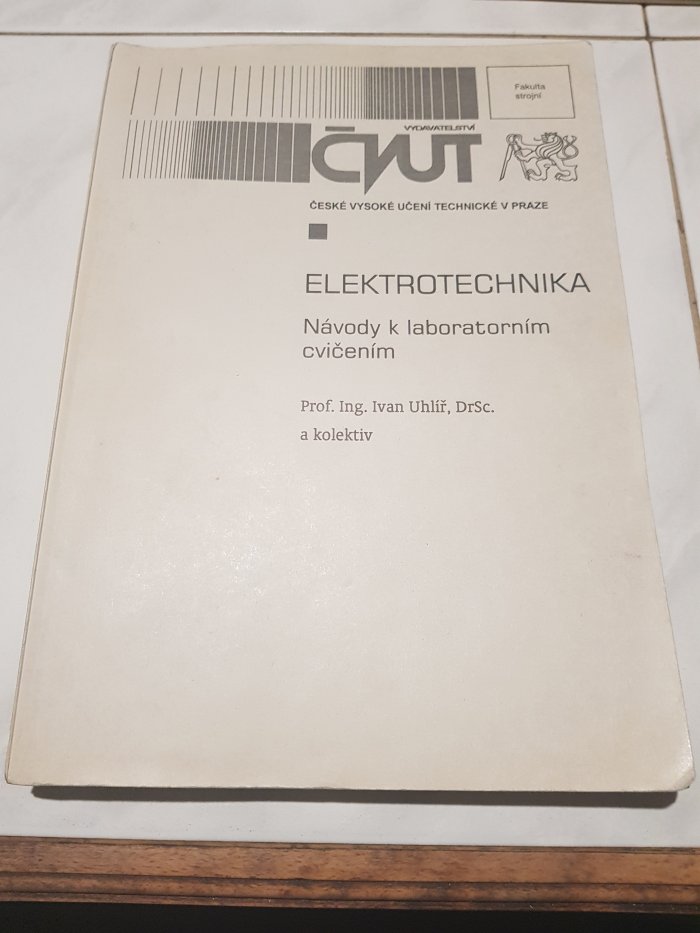 Fakulta
strojní
VYDAVATELSTVÍ
ČVUT
ČESKÉ VYSOKÉ UČENÍ TECHNICKÉ V PRAZE
ELEKTROTECHNIKA
Návody k laboratorním
cvičením
Prof. Ing. Ivan Uhlíř, DrSc.
a kolektiv